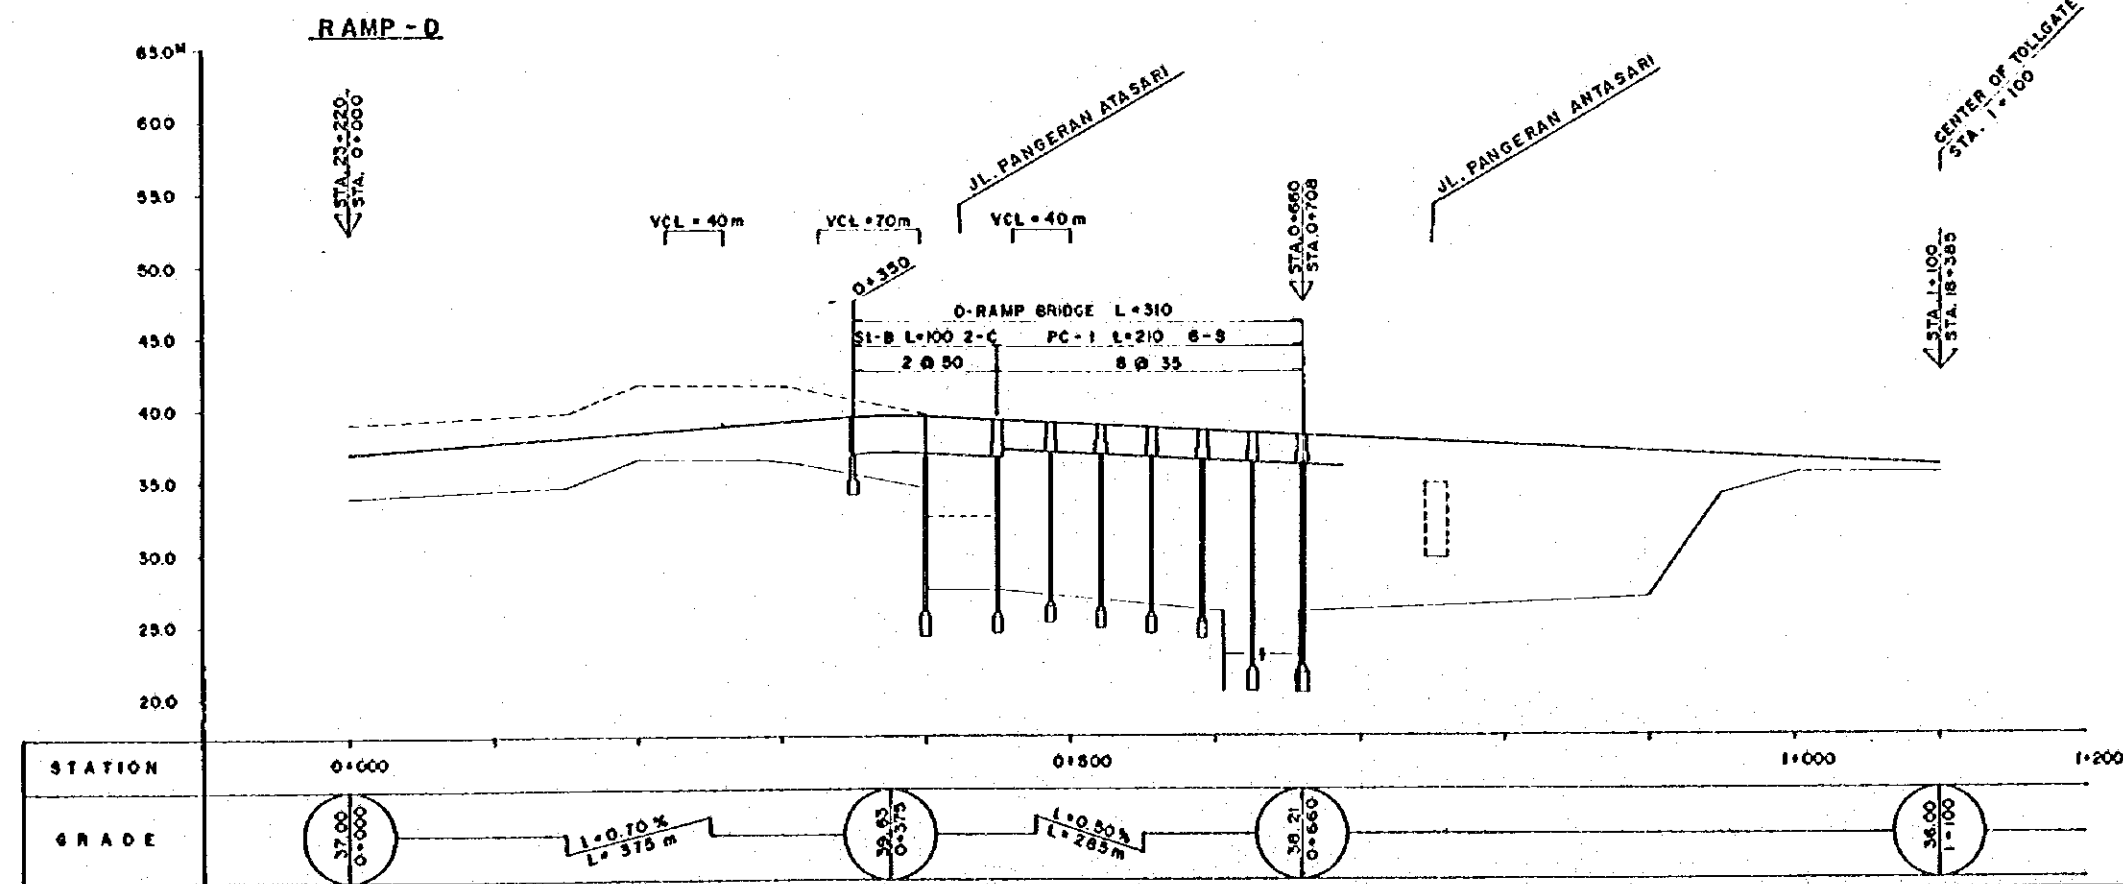 RAMP-D
65.0M
60.0
55.0
50.0
45.0
40.0
35.0
30.0
25.0
20.0
STA. 23+220
STA. 0+000
VCL=40m
VCL=70m
VCL=40m
JL. PANGERAN ATASARI
STA. 0+660
STA. 0+708
JL. PANGERAN ANTASARI
CENTER OF TOLLGATE
STA. 1+100
STA. 1+100
STA. 18+385
0+350
D-RAMP BRIDGE L=310
St-B L=100 2-C
PC-I L=210 6-S
2 @ 50
6 @ 35
STATION
0+000
0+500
1+000
1+200
GRADE
37.00
0+000
i=0.70%
L= 375 m
39.63
0+375
i=0.50%
L=285m
38.21
0+660
36.00
1+100